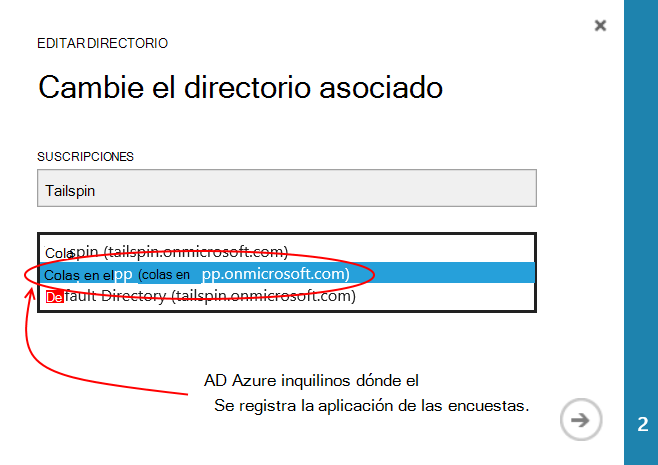 EDITAR DIRECTORIO
Cambie el directorio asociado
SUSCRIPCIONES
Tailspin
Colaspin (tailspin.onmicrosoft.com)
Colas en el pp (colas en pp.onmicrosoft.com)
Default Directory (tailspin.onmicrosoft.com)
AD Azure inquilinos dónde el
Se registra la aplicación de las encuestas.
2